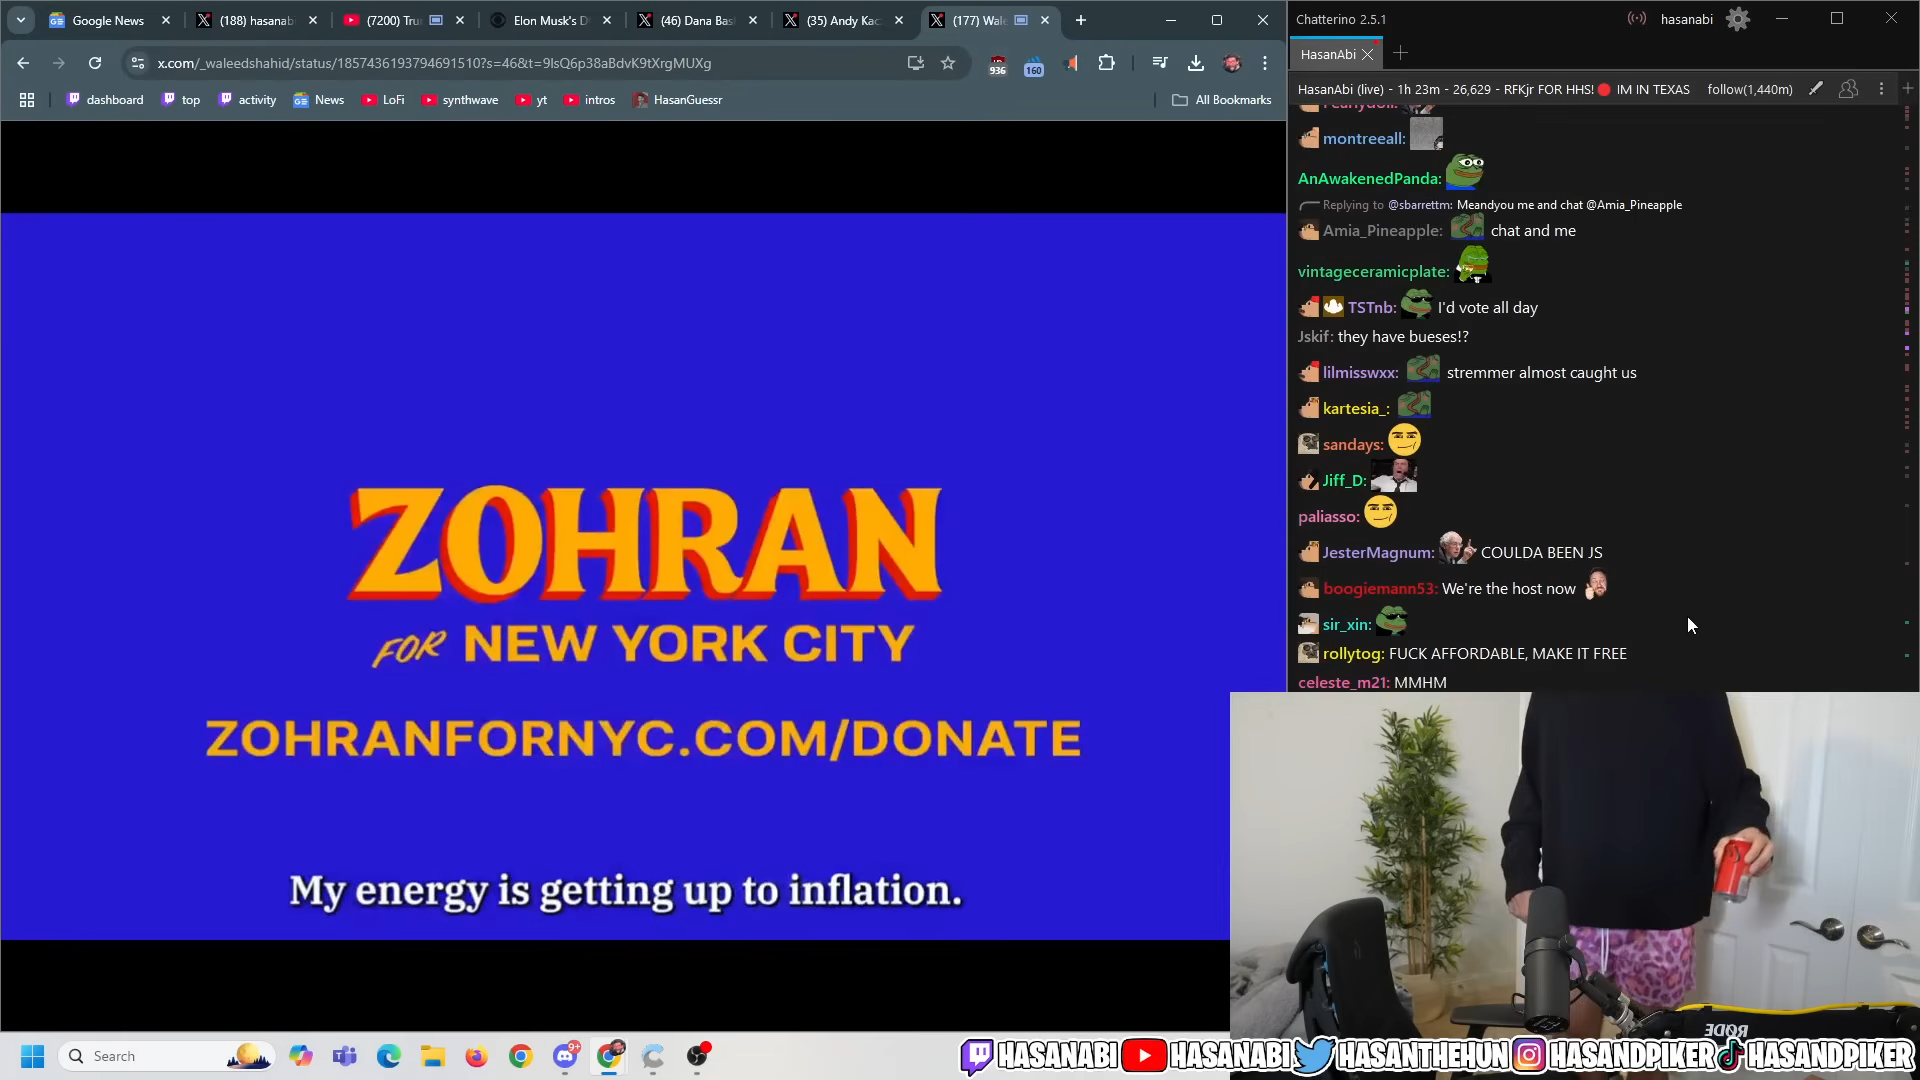 Google News
(188) hasanabi
(7200) Tru
Elon Musk's D
(46) Dana Bas
(35) Andy Kac
(177) Wale
x.com/_waleedshahid/status/1857436193794691510?s=46&t=9lsQ6p38aBdvK9tXrgMUXg
936
160
dashboard
top
activity
News
LoFi
synthwave
yt
intros
HasanGuessr
All Bookmarks
ZOHRAN
FOR NEW YORK CITY
ZOHRANFORNYC.COM/DONATE
My energy is getting up to inflation.
Chatterino 2.5.1
hasanabi
HasanAbi
HasanAbi (live) - 1h 23m - 26,629 - RFKjr FOR HHS! IM IN TEXAS
follow(1,440m)
montreeall:
AnAwakenedPanda:
Replying to @sbarrettm: Meandyou me and chat @Amia_Pineapple
Amia_Pineapple: chat and me
vintageceramicplate:
TSTnb: I'd vote all day
Jskif: they have bueses!?
lilmisswxx: stremmer almost caught us
kartesia_:
sandays:
Jiff_D:
paliasso:
JesterMagnum: COULDA BEEN JS
boogiemann53: We're the host now
sir_xin:
rollytog: FUCK AFFORDABLE, MAKE IT FREE
celeste_m21: MMHM
RØDE
Search
9+
HASANABI
HASANABI
HASANTHEHUN
HASANDPIKER
HASANDPIKER